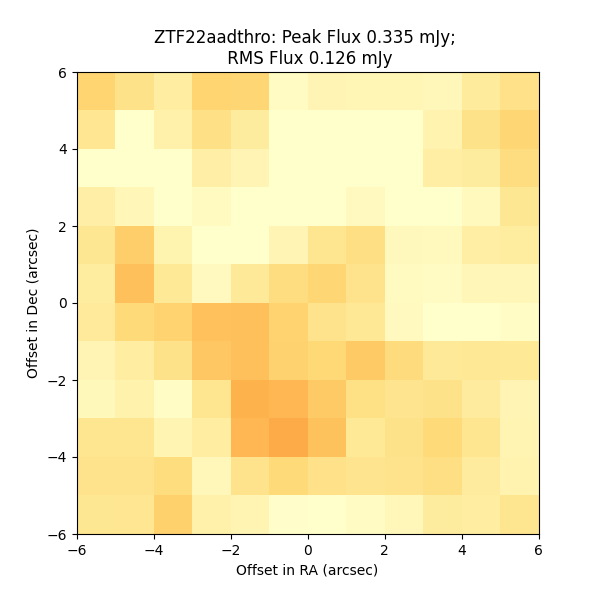 ZTF22aadthro: Peak Flux 0.335 mJy;
RMS Flux 0.126 mJy
6
4
2
0
−2
−4
−6
Offset in Dec (arcsec)
−6 −4 −2 0 2 4 6
Offset in RA (arcsec)